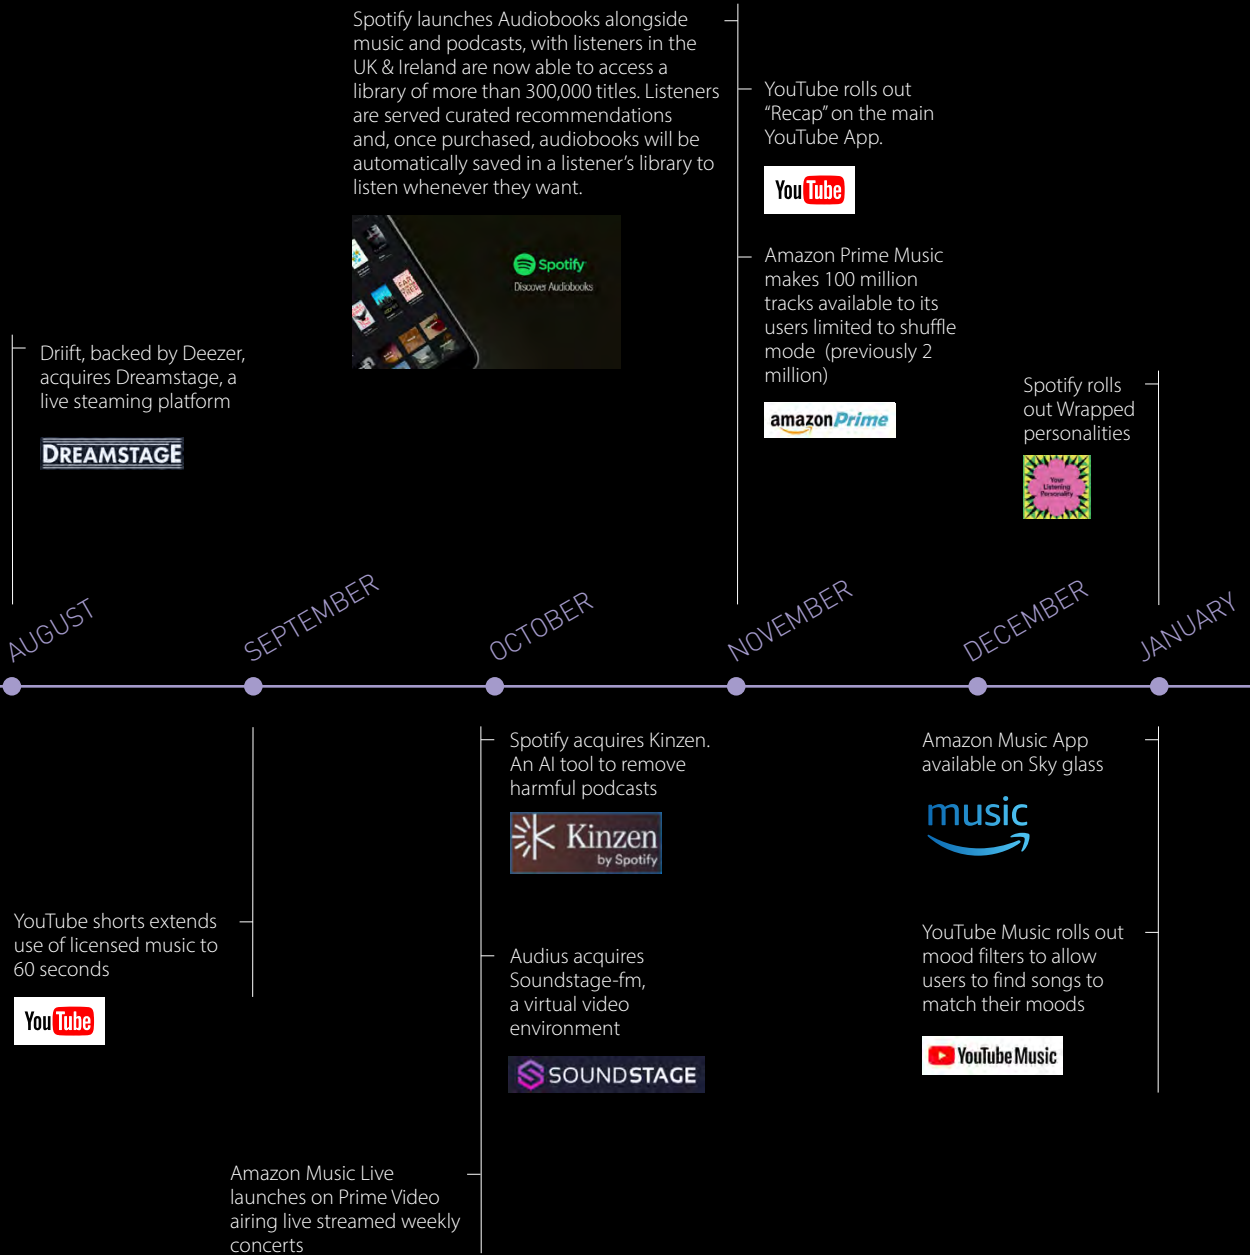 Spotify launches Audiobooks alongside
music and podcasts, with listeners in the
UK & Ireland are now able to access a
library of more than 300,000 titles. Listeners
are served curated recommendations
and, once purchased, audiobooks will be
automatically saved in a listener's library to
listen whenever they want.
Spotify
Discover Audiobooks
YouTube rolls out
“Recap” on the main
YouTube App.
YouTube
Amazon Prime Music
makes 100 million
tracks available to its
users limited to shuffle
mode (previously 2
million)
amazonPrime
Driift, backed by Deezer,
acquires Dreamstage, a
live steaming platform
DREAMSTAGE
Spotify rolls
out Wrapped
personalities
Your
Listening
Personality
AUGUST
SEPTEMBER
OCTOBER
NOVEMBER
DECEMBER
JANUARY
YouTube shorts extends
use of licensed music to
60 seconds
YouTube
Spotify acquires Kinzen.
An AI tool to remove
harmful podcasts
Kinzen
by Spotify
Audius acquires
Soundstage-fm,
a virtual video
environment
SOUNDSTAGE
Amazon Music Live
launches on Prime Video
airing live streamed weekly
concerts
Amazon Music App
available on Sky glass
music
YouTube Music rolls out
mood filters to allow
users to find songs to
match their moods
YouTube Music